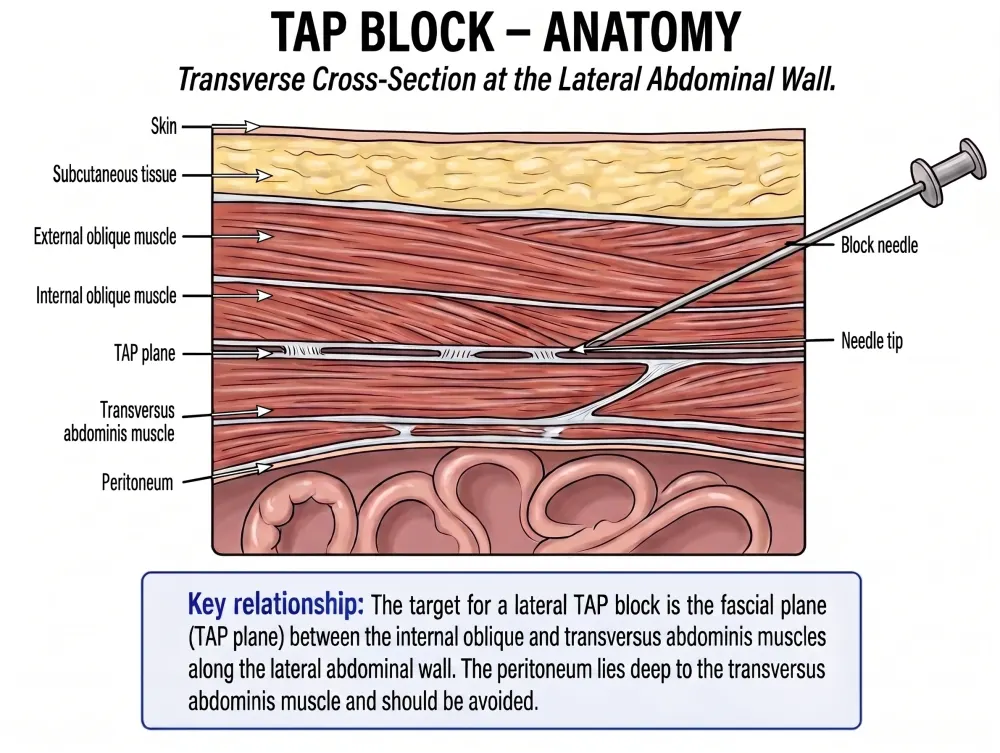 TAP BLOCK – ANATOMY
Transverse Cross-Section at the Lateral Abdominal Wall.
Skin
Subcutaneous tissue
External oblique muscle
Block needle
Internal oblique muscle
Needle tip
TAP plane
Transversus
abdominis muscle
Peritoneum
Key relationship: The target for a lateral TAP block is the fascial plane
(TAP plane) between the internal oblique and transversus abdominis muscles
along the lateral abdominal wall. The peritoneum lies deep to the transversus
abdominis muscle and should be avoided.